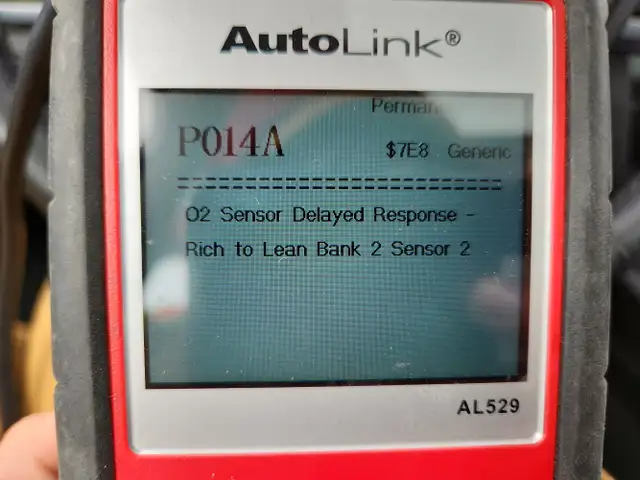 AutoLink®
Perman
P014A $7E8 Generic
================================
O2 Sensor Delayed Response -
Rich to Lean Bank 2 Sensor 2
AL529